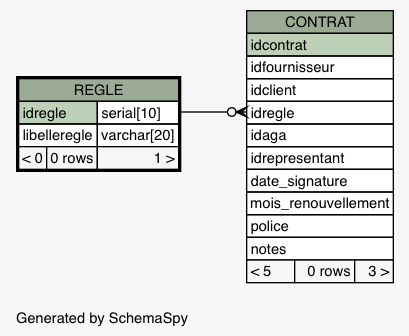 CONTRAT
idcontrat
idfournisseur
idclient
idregle
idaga
idrepresentant
date_signature
mois_renouvellement
police
notes
< 5 0 rows 3 >
REGLE
idregle serial[10]
libelleregle varchar[20]
< 0 0 rows 1 >
Generated by SchemaSpy